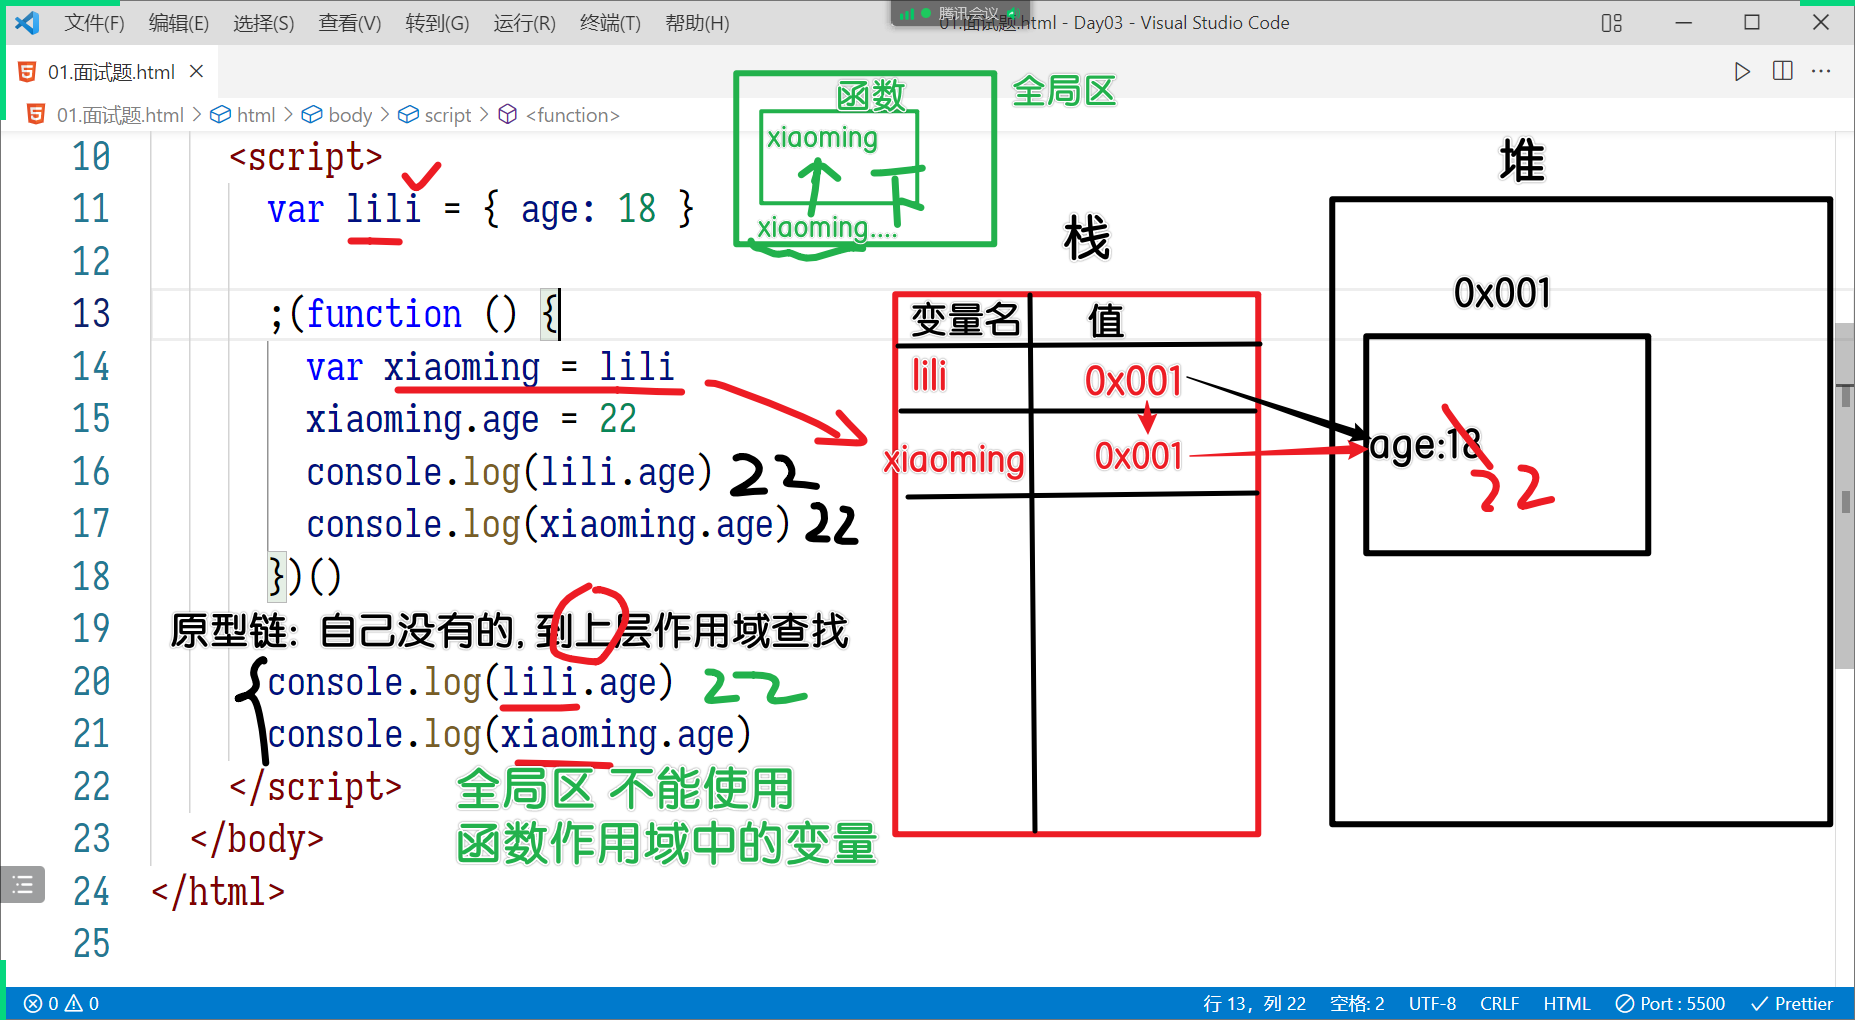 文件(F) 编辑(E) 选择(S) 查看(V) 转到(G) 运行(R) 终端(T) 帮助(H)
腾讯会议
01.面试题.html - Day03 - Visual Studio Code
01.面试题.html
01.面试题.html > html > body > script > <function>
函数
全局区
xiaoming
xiaoming....
10 <script>
11 var lili = { age: 18 }
12
13 ;(function () {
14 var xiaoming = lili
15 xiaoming.age = 22
16 console.log(lili.age) 22
17 console.log(xiaoming.age) 22
18 })()
19 原型链: 自己没有的, 到上层作用域查找
20 console.log(lili.age) 22
21 console.log(xiaoming.age)
22 </script>
全局区 不能使用
23 </body>
函数作用域中的变量
24 </html>
25
栈
变量名 值
lili 0x001
xiaoming 0x001
堆
0x001
age:18
22
0 0
行 13，列 22 空格: 2 UTF-8 CRLF HTML Port : 5500 Prettier